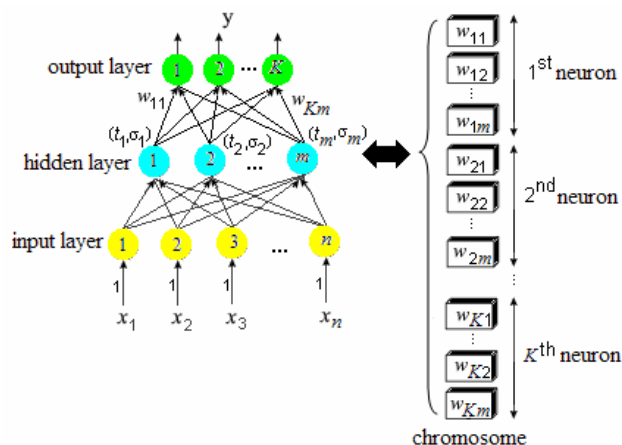 y
output layer 1 2 ... K
w11 wKm
(t1,σ1) (t2,σ2) (tm,σm)
hidden layer 1 2 ... m
input layer 1 2 3 ... n
1 1 1 1
x1 x2 x3 xn
w11
w12
⋮
w1m
1st neuron
w21
w22
⋮
w2m
2nd neuron
⋮
wK1
⋮
wK2
wKm
Kth neuron
chromosome